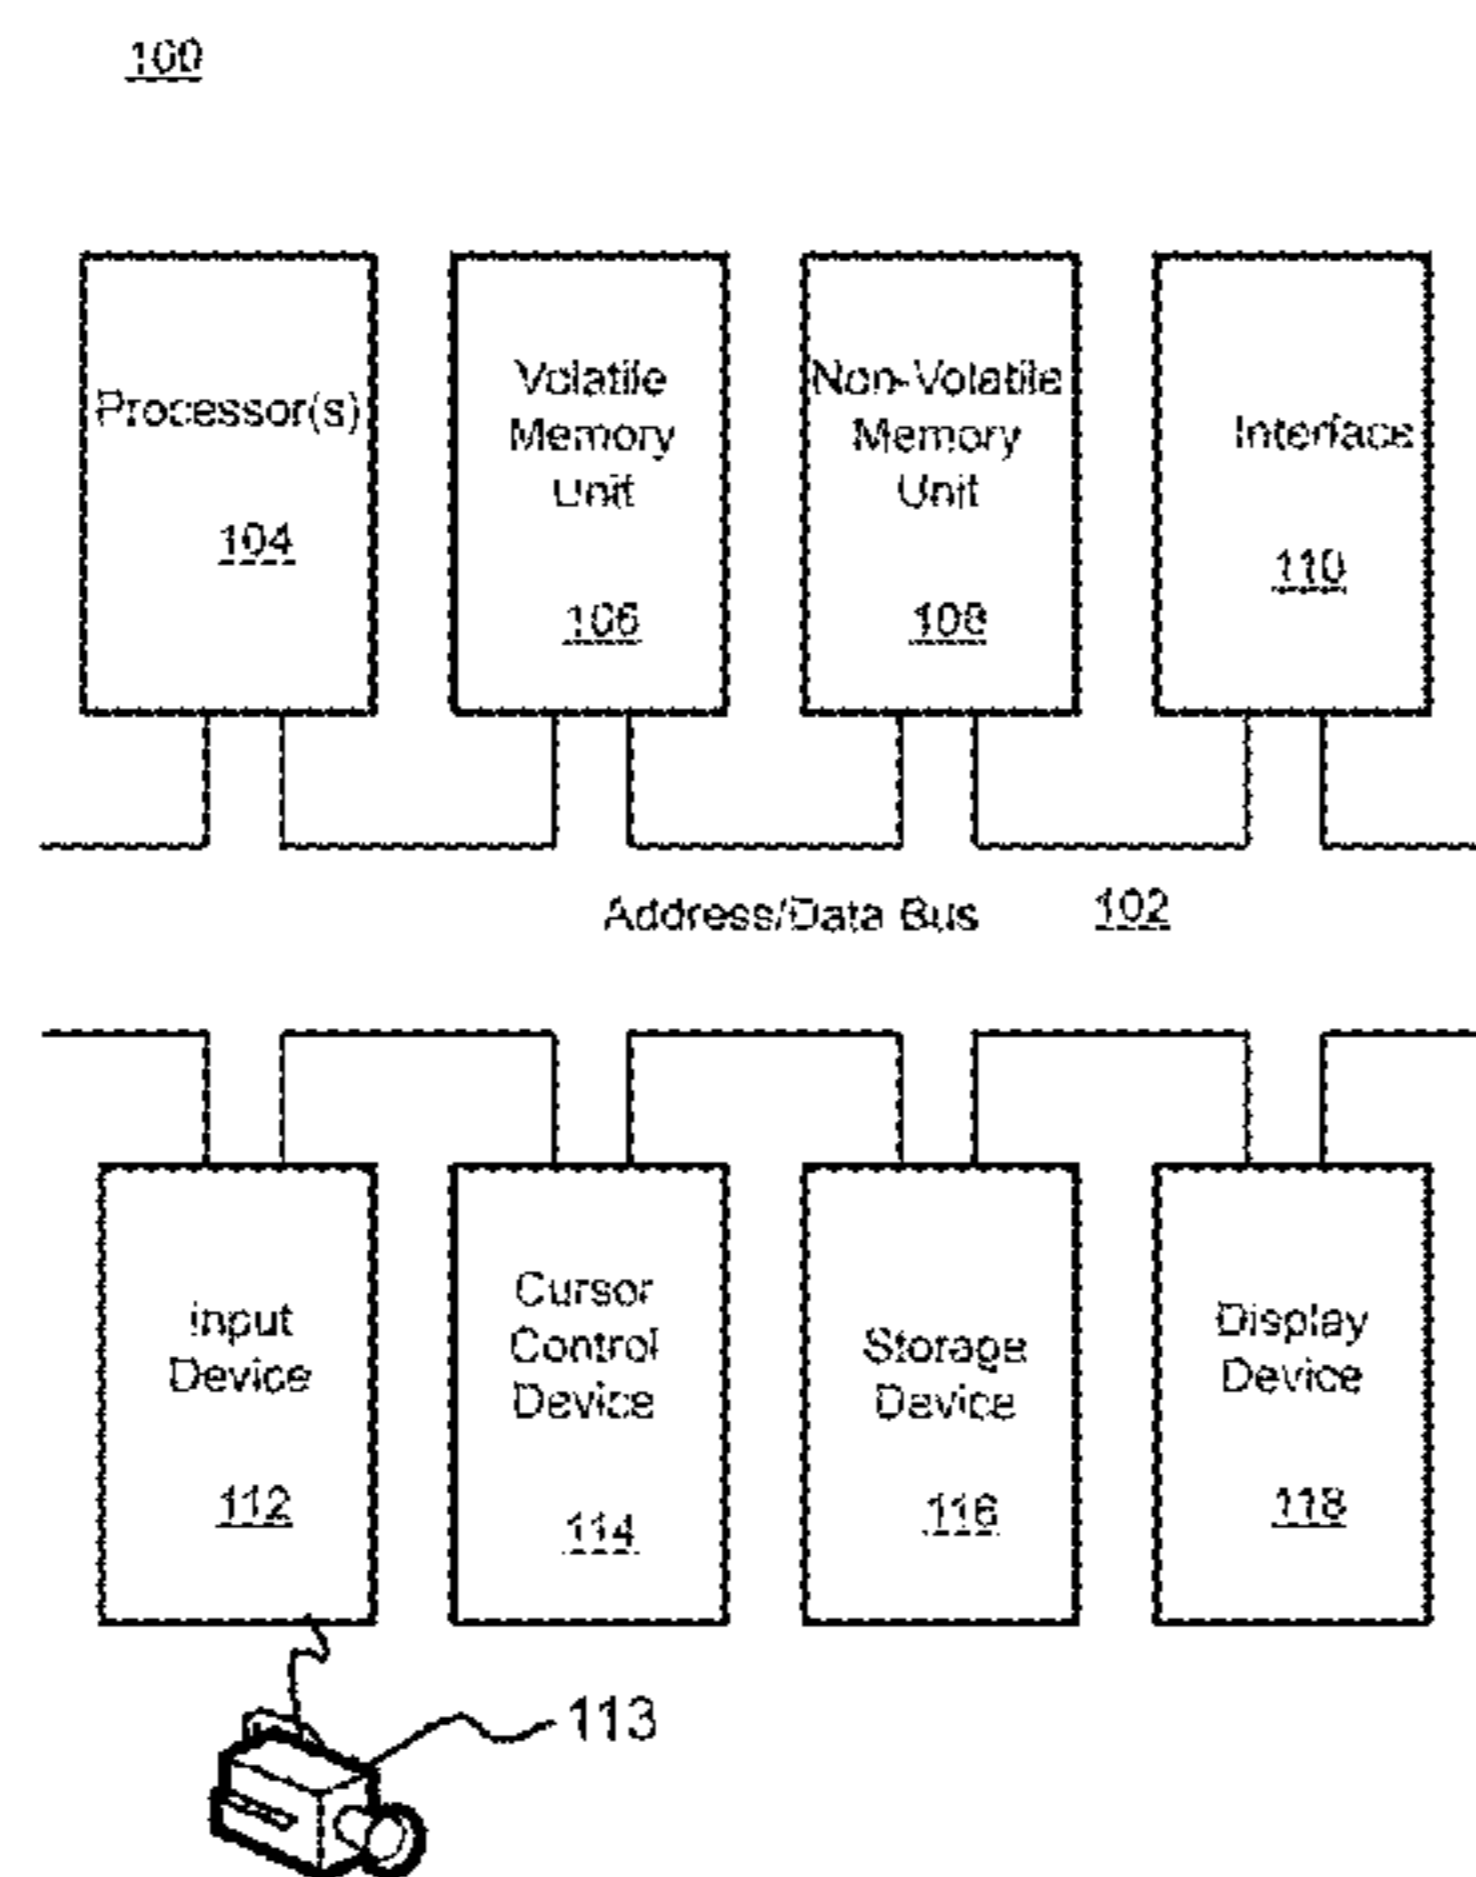 100
Processor(s)
104
Volatile
Memory
Unit
106
Non-Volatile
Memory
Unit
108
Interface
110
Address/Data Bus 102
Input
Device
112
Cursor
Control
Device
114
Storage
Device
116
Display
Device
118
113